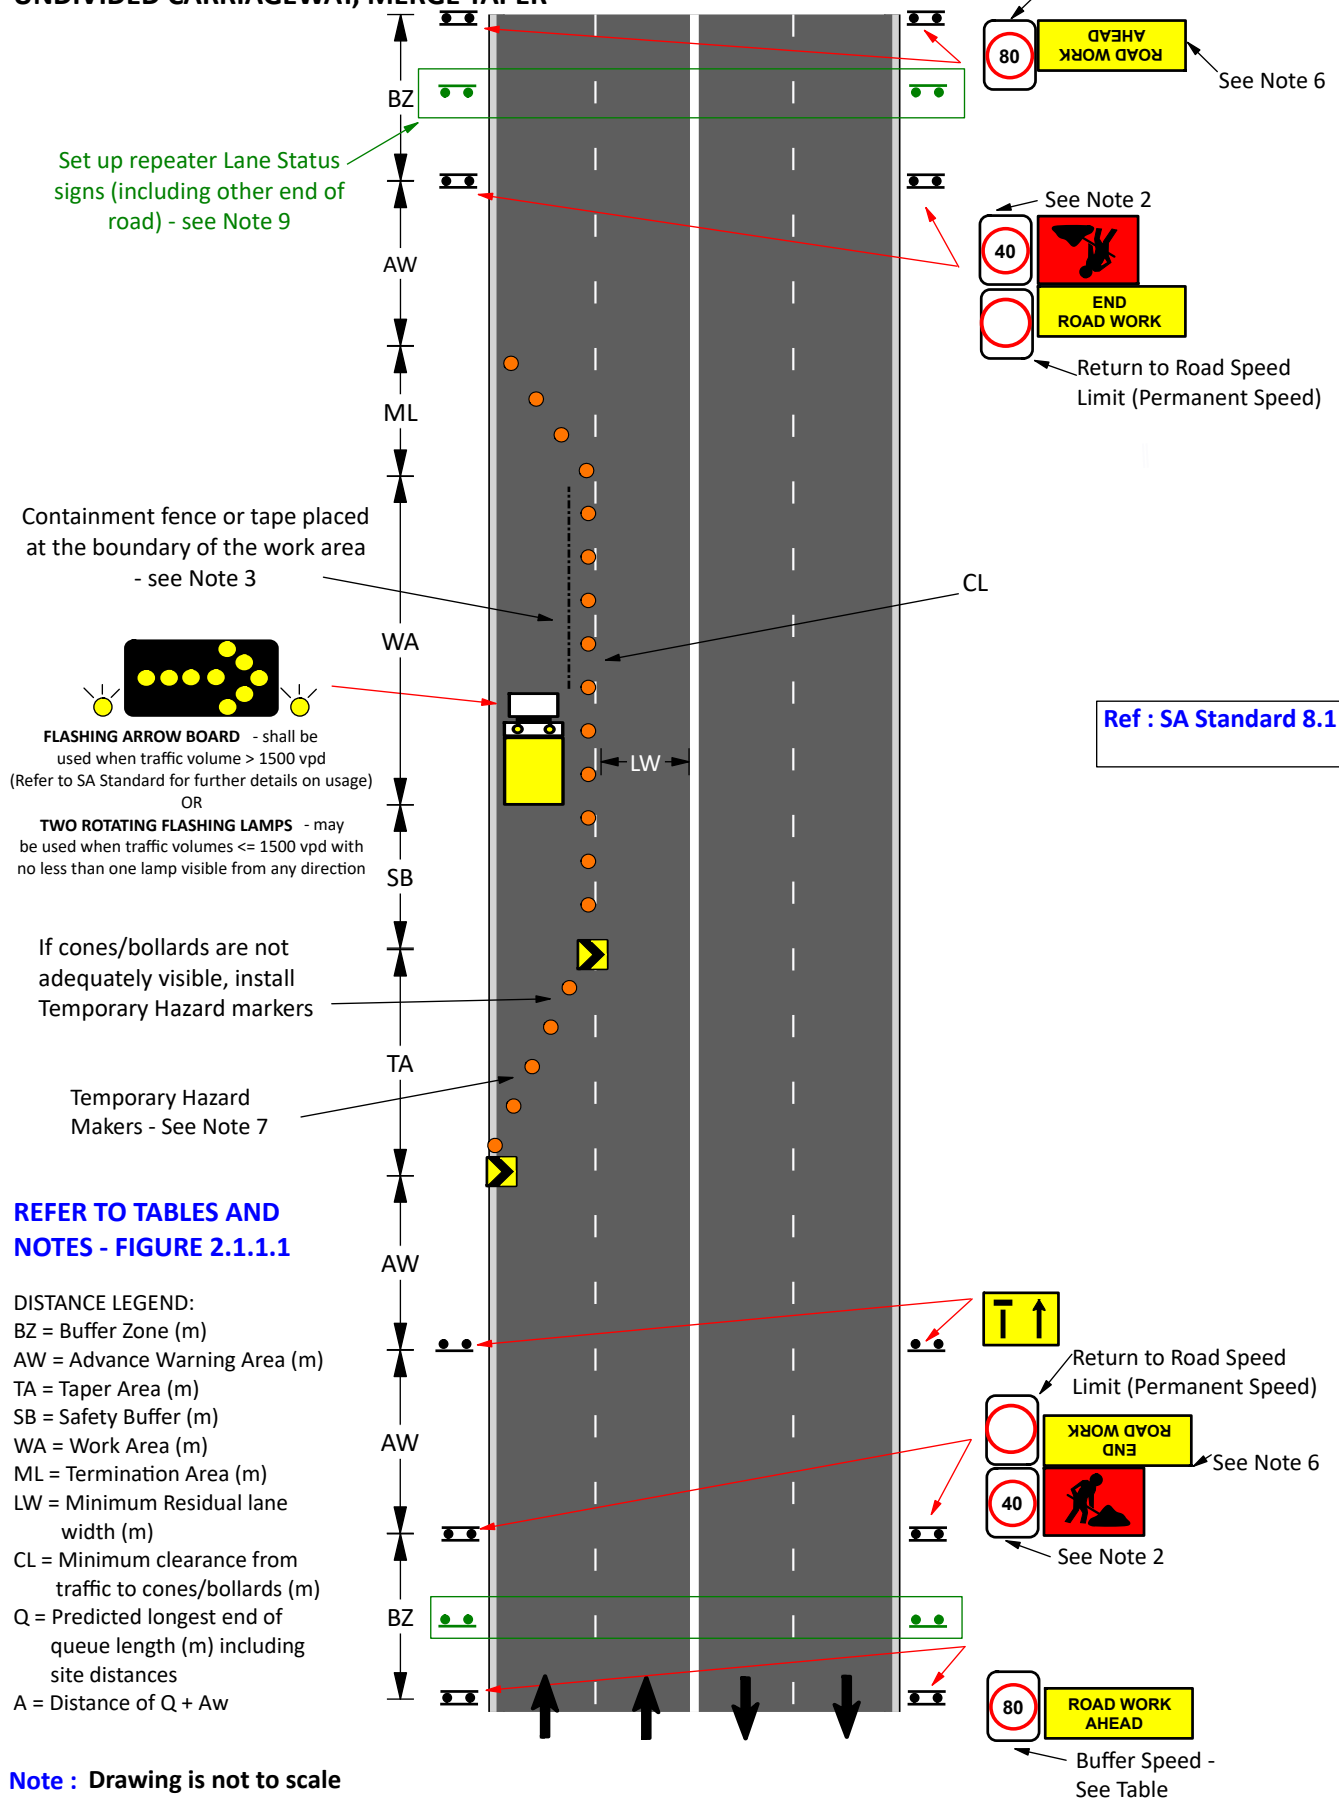 UNDIVIDED CARRIAGEWAY, MERGE TAPER
80
ROAD WORK
AHEAD
See Note 6
BZ
Set up repeater Lane Status
signs (including other end of
road) - see Note 9
See Note 2
40
AW
END
ROAD WORK
Return to Road Speed
Limit (Permanent Speed)
ML
Containment fence or tape placed
at the boundary of the work area
- see Note 3
CL
WA
Ref : SA Standard 8.1
FLASHING ARROW BOARD - shall be
used when traffic volume > 1500 vpd
(Refer to SA Standard for further details on usage)
OR
TWO ROTATING FLASHING LAMPS - may
be used when traffic volumes <= 1500 vpd with
no less than one lamp visible from any direction
LW
SB
If cones/bollards are not
adequately visible, install
Temporary Hazard markers
TA
Temporary Hazard
Makers - See Note 7
REFER TO TABLES AND
NOTES - FIGURE 2.1.1.1
AW
DISTANCE LEGEND:
BZ = Buffer Zone (m)
AW = Advance Warning Area (m)
TA = Taper Area (m)
SB = Safety Buffer (m)
WA = Work Area (m)
ML = Termination Area (m)
LW = Minimum Residual lane
width (m)
CL = Minimum clearance from
traffic to cones/bollards (m)
Q = Predicted longest end of
queue length (m) including
site distances
A = Distance of Q + Aw
Return to Road Speed
Limit (Permanent Speed)
AW
END
ROAD WORK
See Note 6
40
See Note 2
BZ
80
ROAD WORK
AHEAD
Buffer Speed -
See Table
Note : Drawing is not to scale